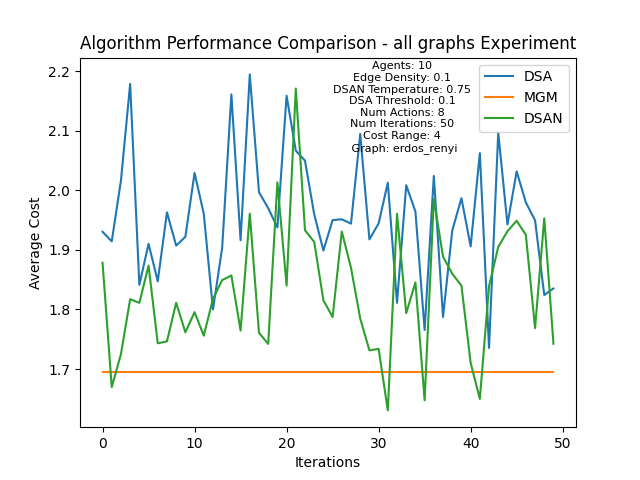 Algorithm Performance Comparison - all graphs Experiment
Agents: 10
Edge Density: 0.1
DSAN Temperature: 0.75
DSA Threshold: 0.1
Num Actions: 8
Num Iterations: 50
Cost Range: 4
Graph: erdos_renyi
DSA
MGM
DSAN
Average Cost
2.2
2.1
2.0
1.9
1.8
1.7
0 10 20 30 40 50
Iterations